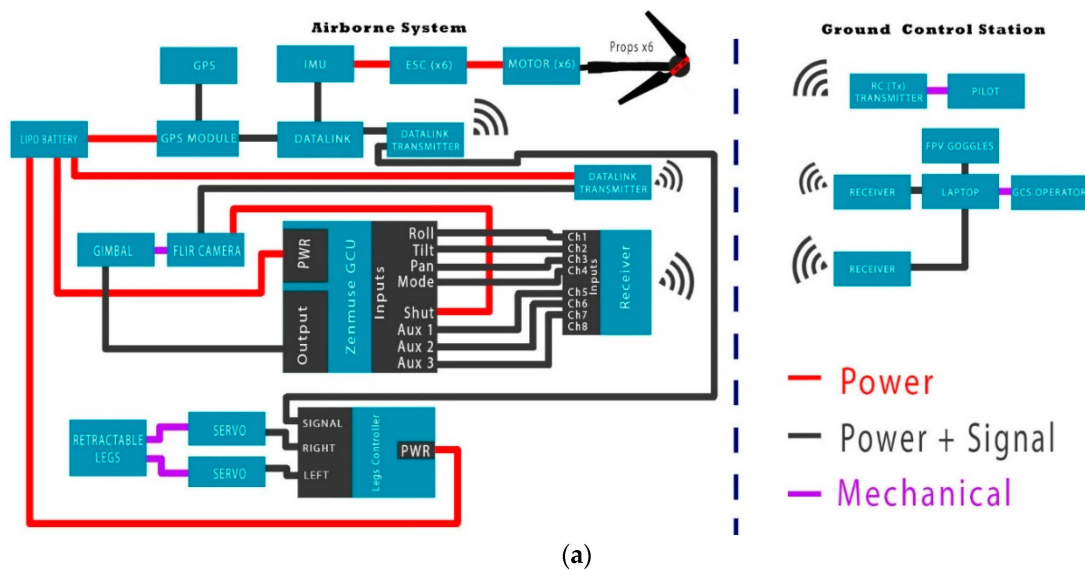 Airborne System
Ground Control Station
GPS
IMU
ESC (x6)
MOTOR (x6)
Props x6
LIPO BATTERY
GPS MODULE
DATALINK
DATALINK
TRANSMITTER
DATALINK
TRANSMITTER
GIMBAL
FLIR CAMERA
PWR
Output
Zenmuse GCU
Inputs
Roll
Tilt
Pan
Mode
Shut
Aux 1
Aux 2
Aux 3
Ch1
Ch2
Ch3
Ch4
Ch5
Ch6
Ch7
Ch8
Inputs
Receiver
RETRACTABLE
LEGS
SERVO
SERVO
SIGNAL
RIGHT
LEFT
Legs Controller
PWR
RC (Tx)
TRANSMITTER
PILOT
FPV GOGGLES
RECEIVER
LAPTOP
GCS OPERATOR
RECEIVER
Power
Power + Signal
Mechanical
(a)